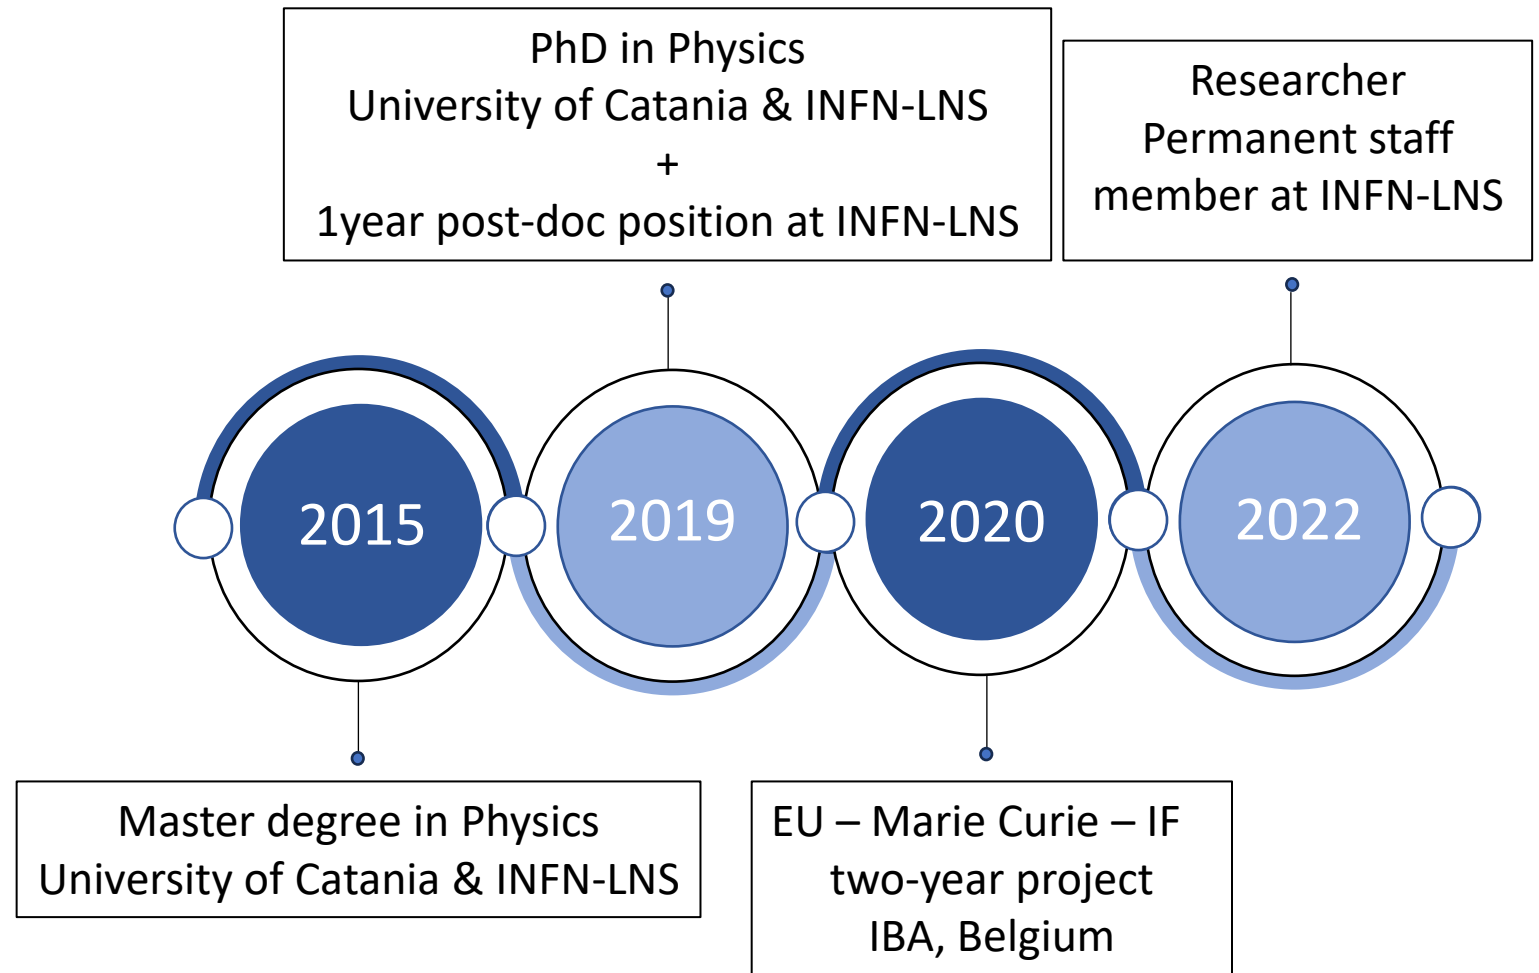 PhD in Physics
University of Catania & INFN-LNS
+
1year post-doc position at INFN-LNS
Researcher
Permanent staff
member at INFN-LNS
2015
2019
2020
2022
Master degree in Physics
University of Catania & INFN-LNS
EU – Marie Curie – IF
two-year project
IBA, Belgium